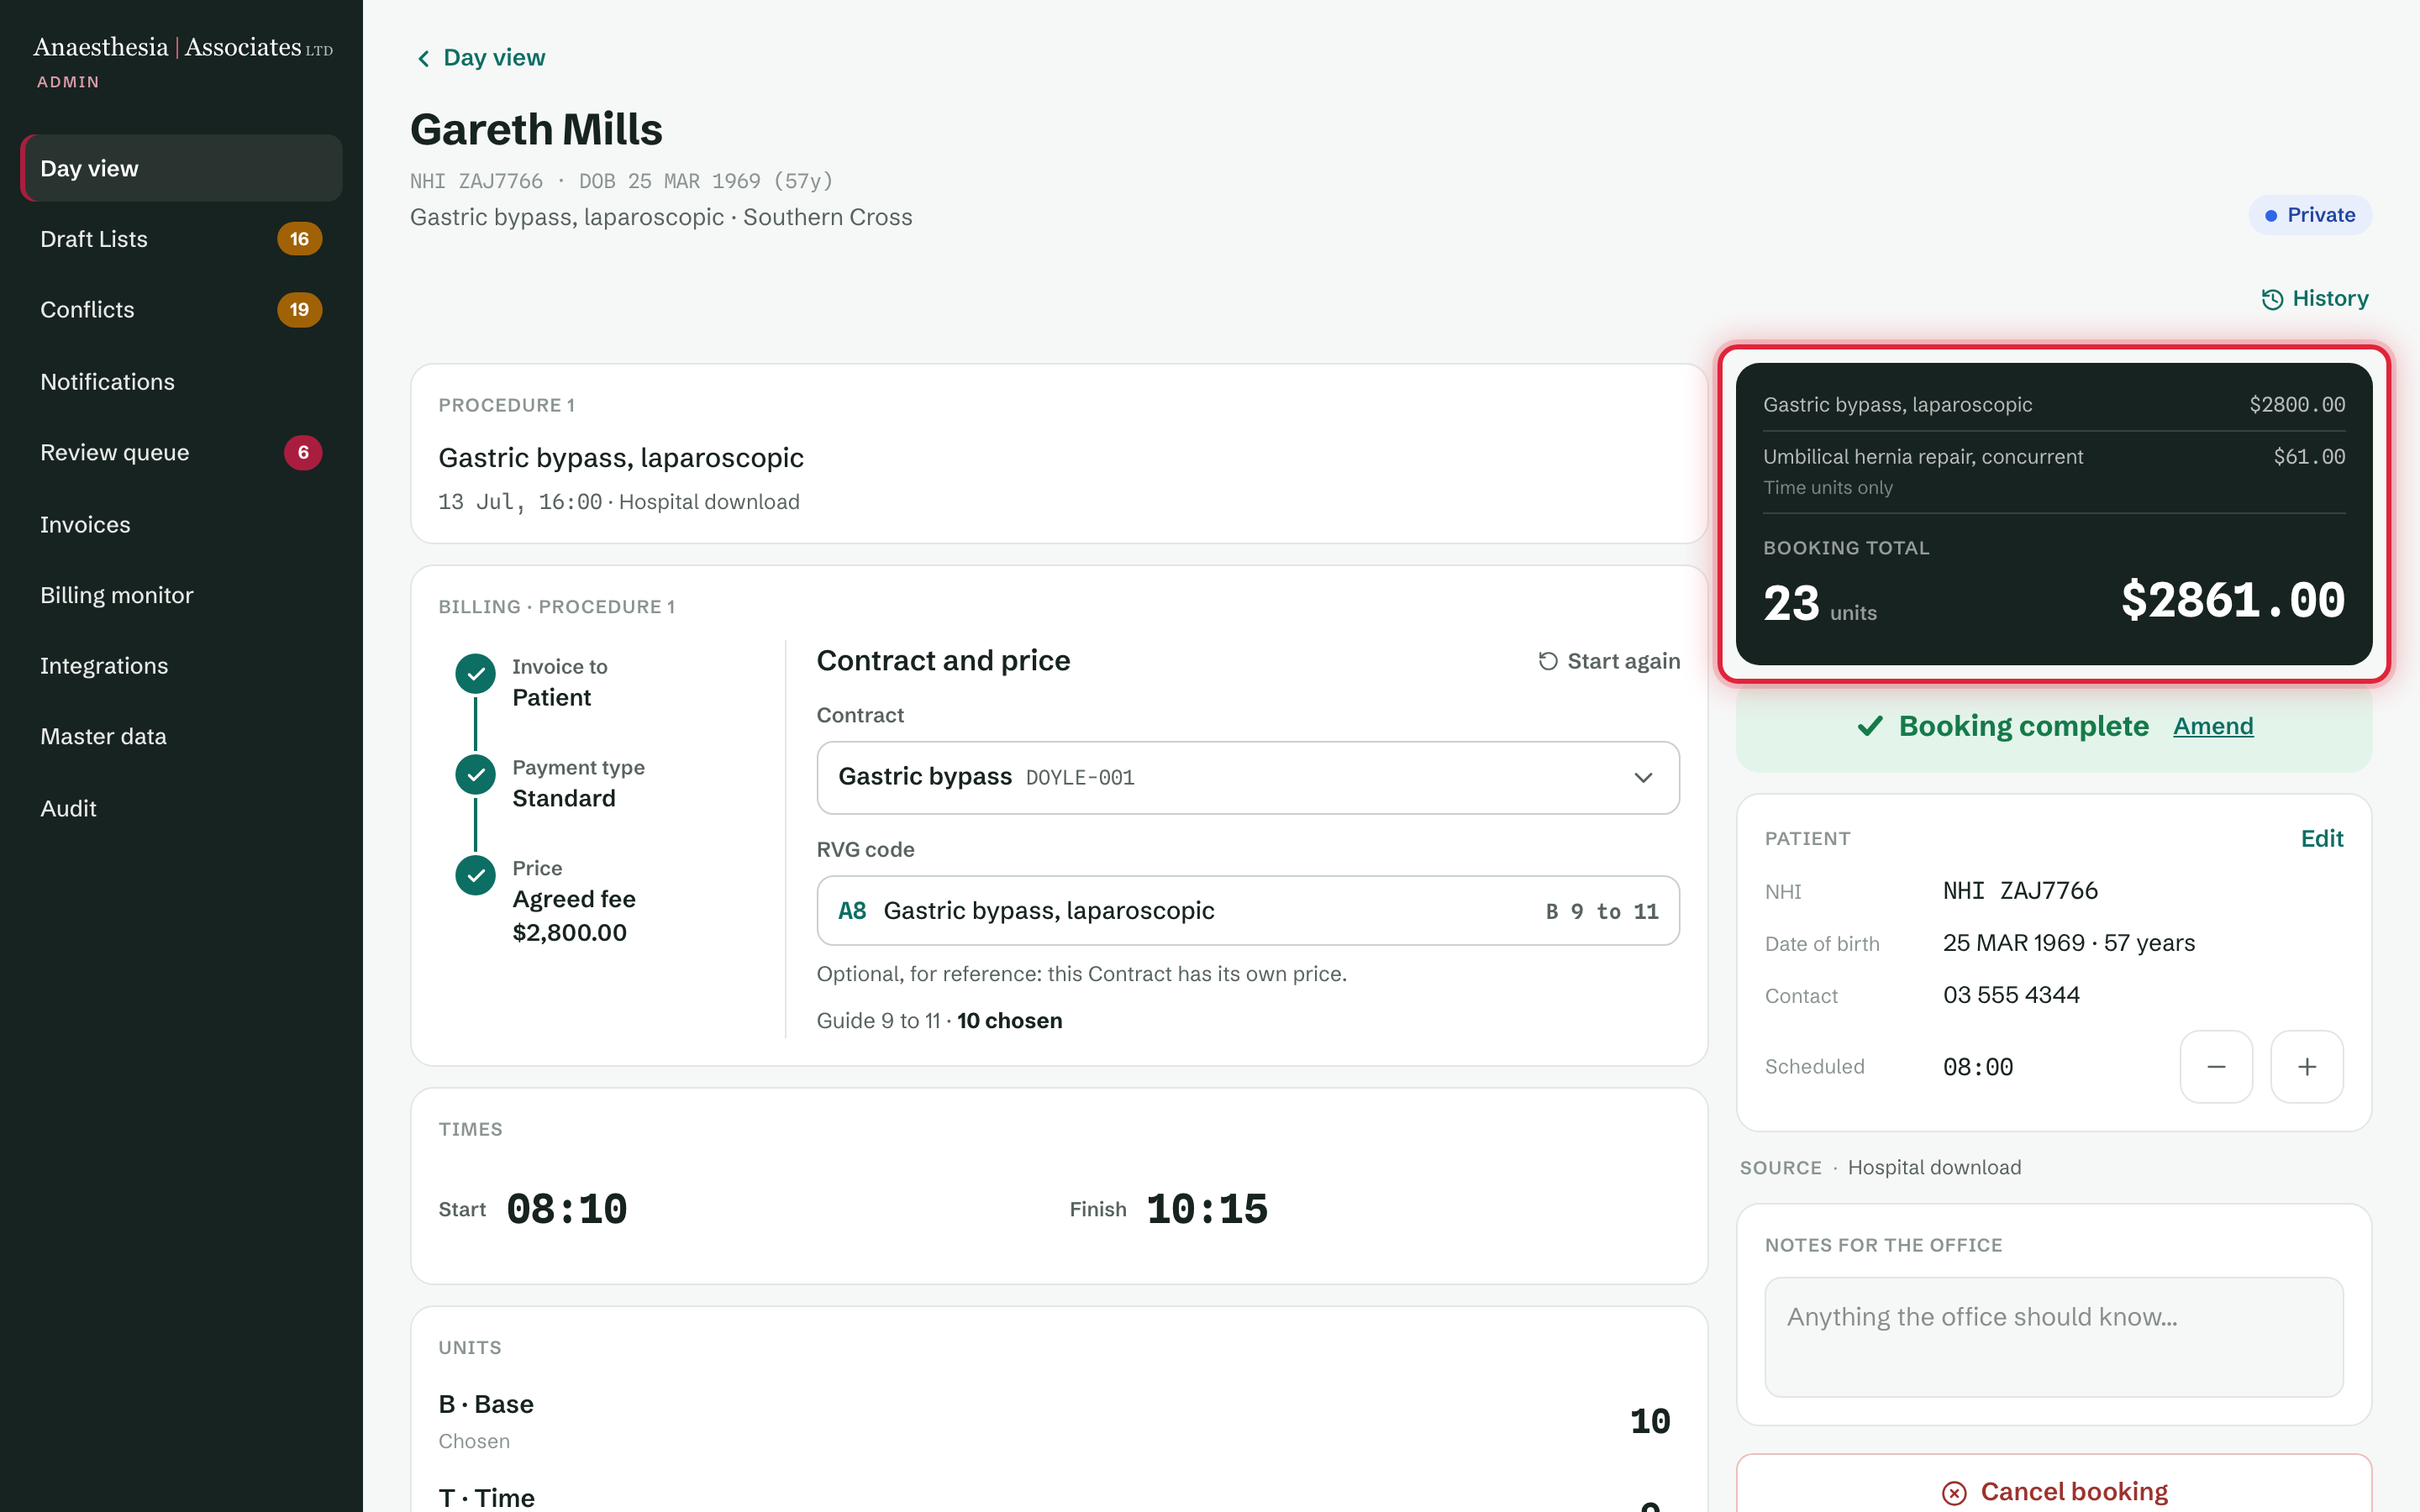 Anaesthesia | Associates LTD
ADMIN
Day view
Draft Lists 16
Conflicts 19
Notifications
Review queue 6
Invoices
Billing monitor
Integrations
Master data
Audit
Day view
Gareth Mills
NHI ZAJ7766 · DOB 25 MAR 1969 (57y)
Gastric bypass, laparoscopic · Southern Cross
Private
History
PROCEDURE 1
Gastric bypass, laparoscopic
13 Jul, 16:00 · Hospital download
BILLING · PROCEDURE 1
Invoice to
Patient
Payment type
Standard
Price
Agreed fee
$2,800.00
Contract and price
Start again
Contract
Gastric bypass DOYLE-001
RVG code
A8 Gastric bypass, laparoscopic B 9 to 11
Optional, for reference: this Contract has its own price.
Guide 9 to 11 · 10 chosen
TIMES
Start 08:10 Finish 10:15
UNITS
B · Base 10
Chosen
T · Time
Gastric bypass, laparoscopic $2800.00
Umbilical hernia repair, concurrent $61.00
Time units only
BOOKING TOTAL
23 units $2861.00
Booking complete Amend
PATIENT Edit
NHI NHI ZAJ7766
Date of birth 25 MAR 1969 · 57 years
Contact 03 555 4344
Scheduled 08:00 − +
SOURCE · Hospital download
NOTES FOR THE OFFICE
Anything the office should know...
Cancel booking